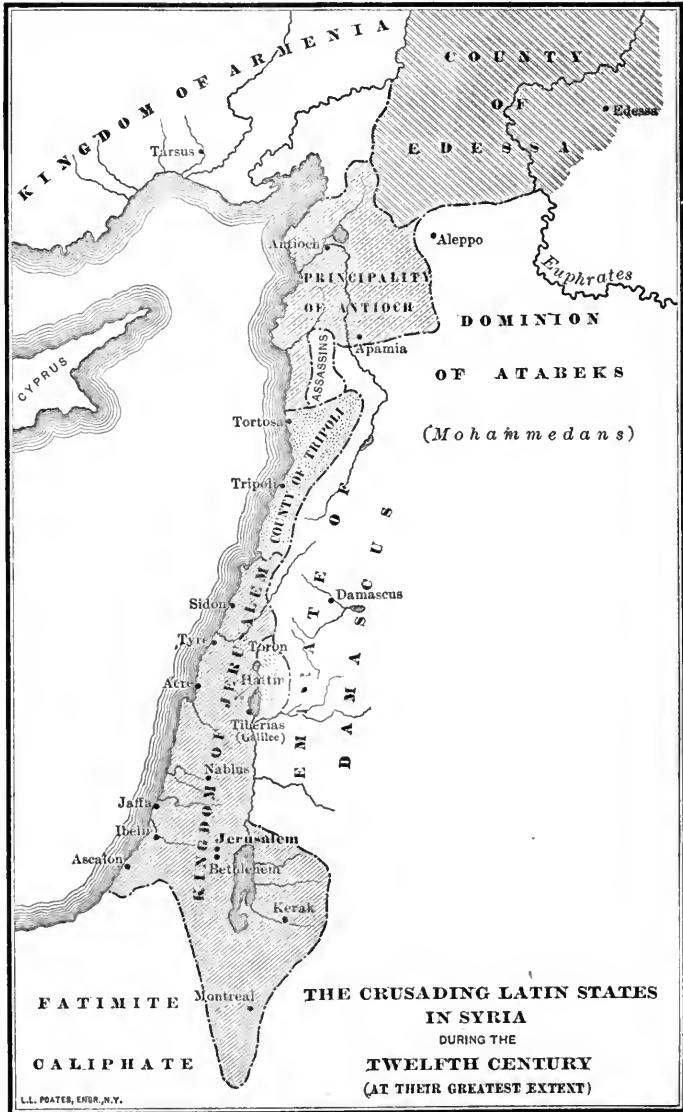 KINGDOM OF ARMENIA
COUNTY
OF
EDESSA
Edessa
Tarsus
Antioch
Aleppo
Euphrates
PRINCIPALITY
OF ANTIOCH
DOMINION
OF ATABEKS
(Mohammedans)
Apamia
ASSASSINS
CYPRUS
Tortosa
COUNTY OF TRIPOLI
Tripoli
EMIRATE OF
DAMASCUS
Damascus
Sidon
KINGDOM OF JERUSALEM
Tyre
Toron
Hattin
Acre
Tiberias
(Galilee)
Nablus
Jaffa
Ibelin
Jerusalem
Ascalon
Bethlehem
Kerak
Montreal
FATIMITE
CALIPHATE
THE CRUSADING LATIN STATES
IN SYRIA
DURING THE
TWELFTH CENTURY
(AT THEIR GREATEST EXTENT)
L.L. POATES, ENGR., N.Y.